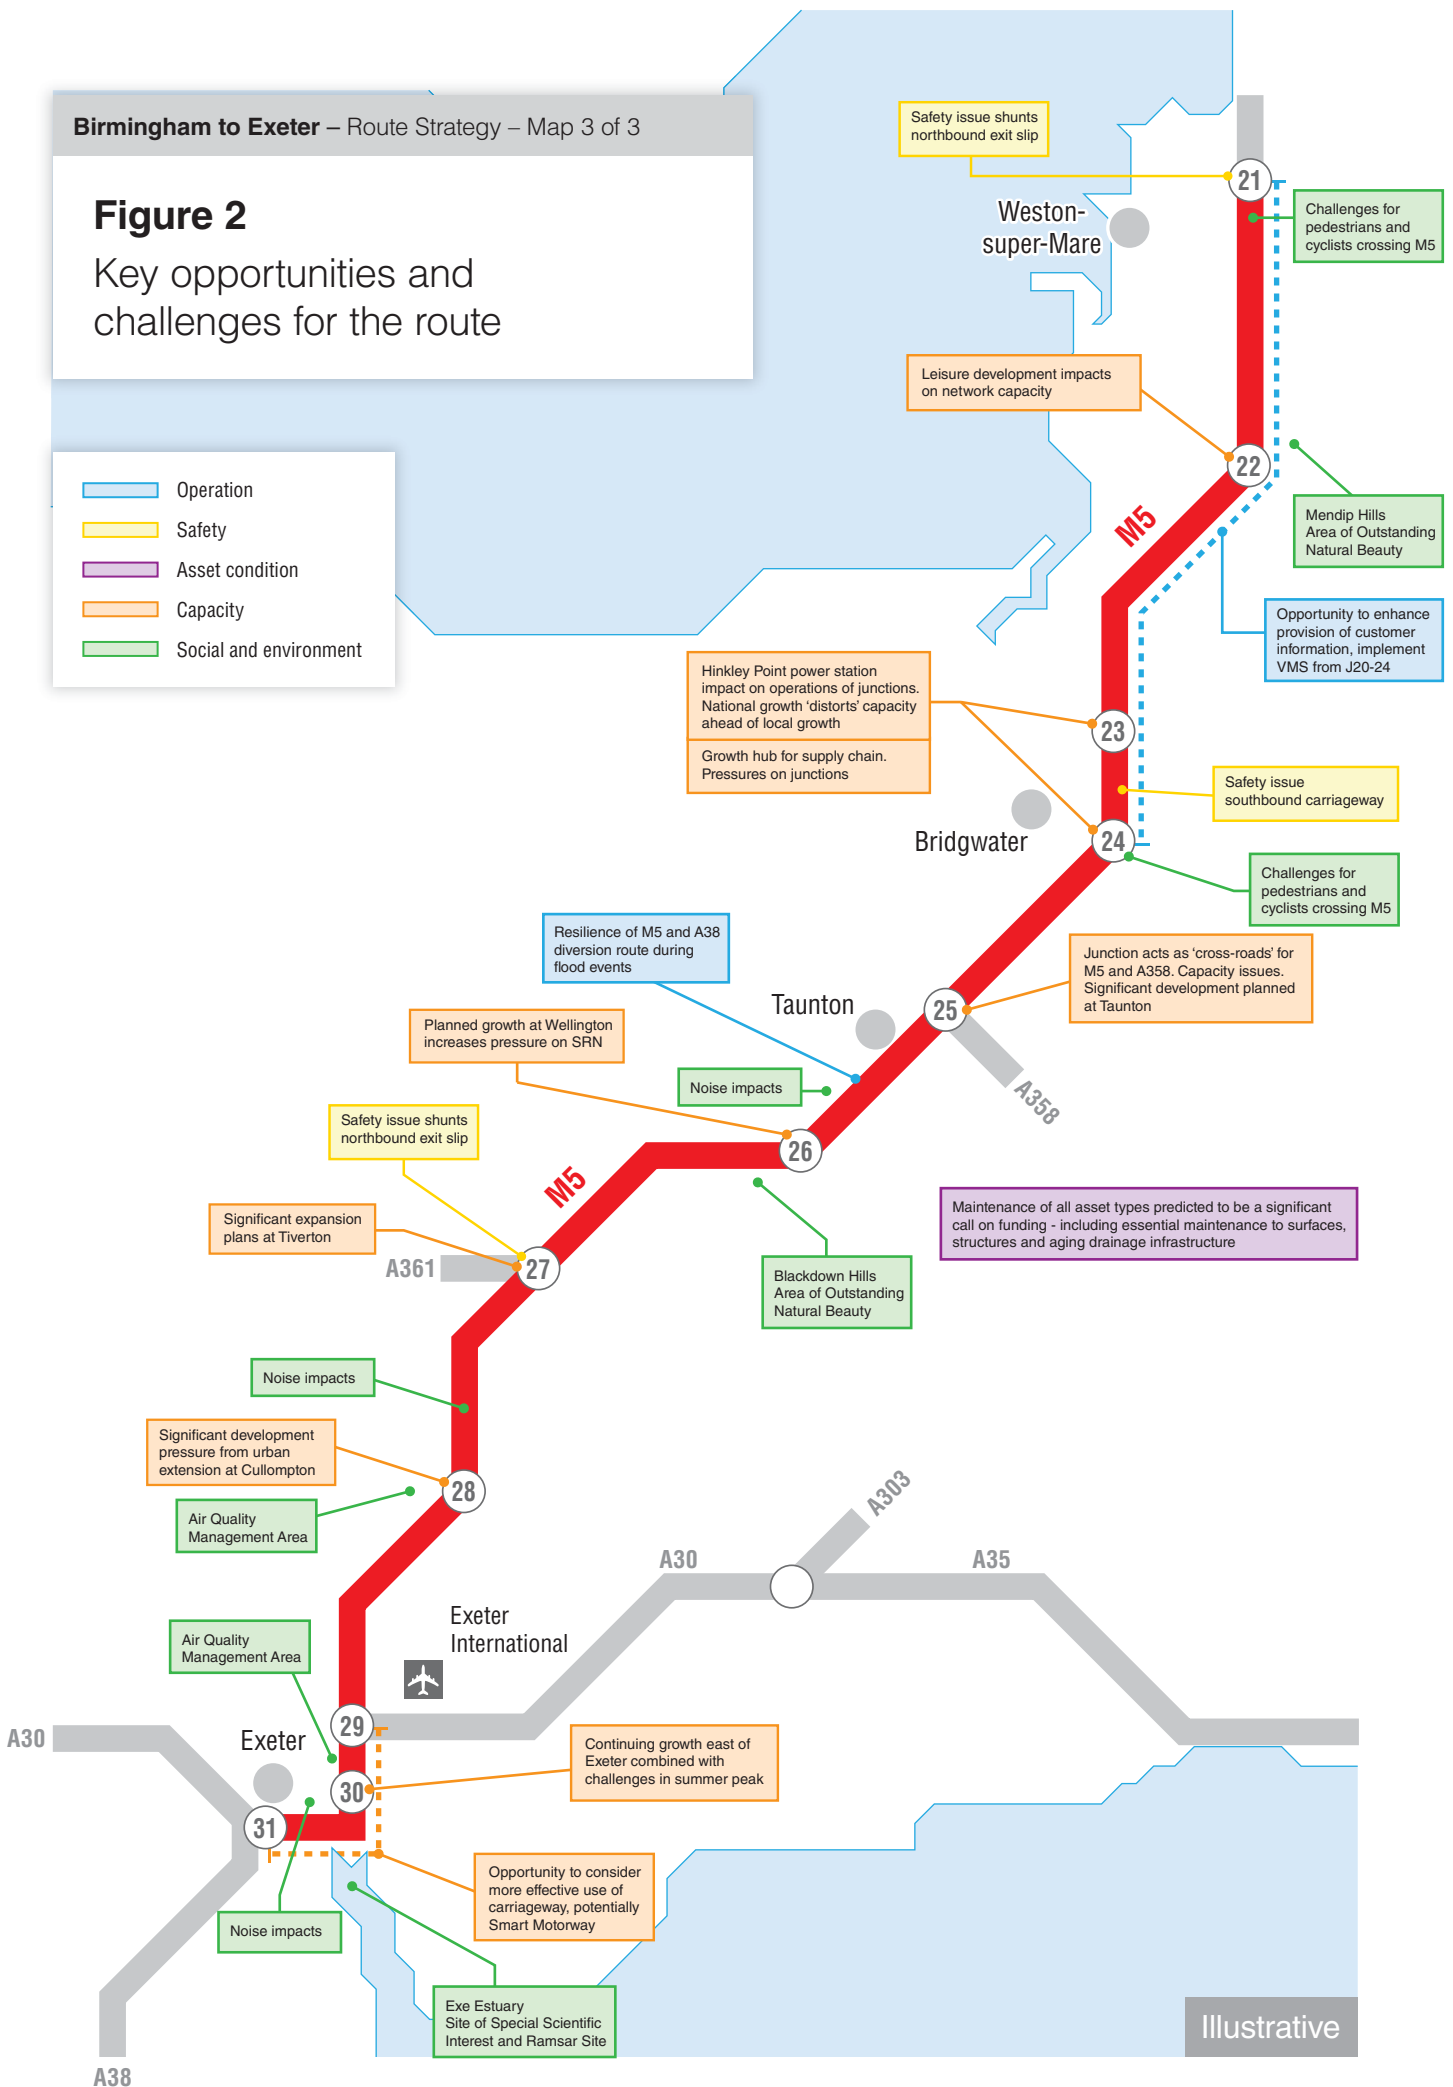 Birmingham to Exeter – Route Strategy – Map 3 of 3
Figure 2
Key opportunities and
challenges for the route
Operation
Safety
Asset condition
Capacity
Social and environment
Safety issue shunts
northbound exit slip
21
Challenges for
pedestrians and
cyclists crossing M5
Weston-
super-Mare
Leisure development impacts
on network capacity
22
M5
Mendip Hills
Area of Outstanding
Natural Beauty
Opportunity to enhance
provision of customer
information, implement
VMS from J20-24
Hinkley Point power station
impact on operations of junctions.
National growth ‘distorts’ capacity
ahead of local growth
Growth hub for supply chain.
Pressures on junctions
23
Safety issue
southbound carriageway
Bridgwater
24
Challenges for
pedestrians and
cyclists crossing M5
Resilience of M5 and A38
diversion route during
flood events
Junction acts as ‘cross-roads’ for
M5 and A358. Capacity issues.
Significant development planned
at Taunton
Taunton
25
A358
Planned growth at Wellington
increases pressure on SRN
Noise impacts
Safety issue shunts
northbound exit slip
26
M5
Significant expansion
plans at Tiverton
A361
27
Maintenance of all asset types predicted to be a significant
call on funding - including essential maintenance to surfaces,
structures and aging drainage infrastructure
Blackdown Hills
Area of Outstanding
Natural Beauty
Noise impacts
Significant development
pressure from urban
extension at Cullompton
28
Air Quality
Management Area
A303
A30
A35
Exeter
International
Air Quality
Management Area
29
A30
Exeter
Continuing growth east of
Exeter combined with
challenges in summer peak
30
31
Opportunity to consider
more effective use of
carriageway, potentially
Smart Motorway
Noise impacts
Exe Estuary
Site of Special Scientific
Interest and Ramsar Site
Illustrative
A38